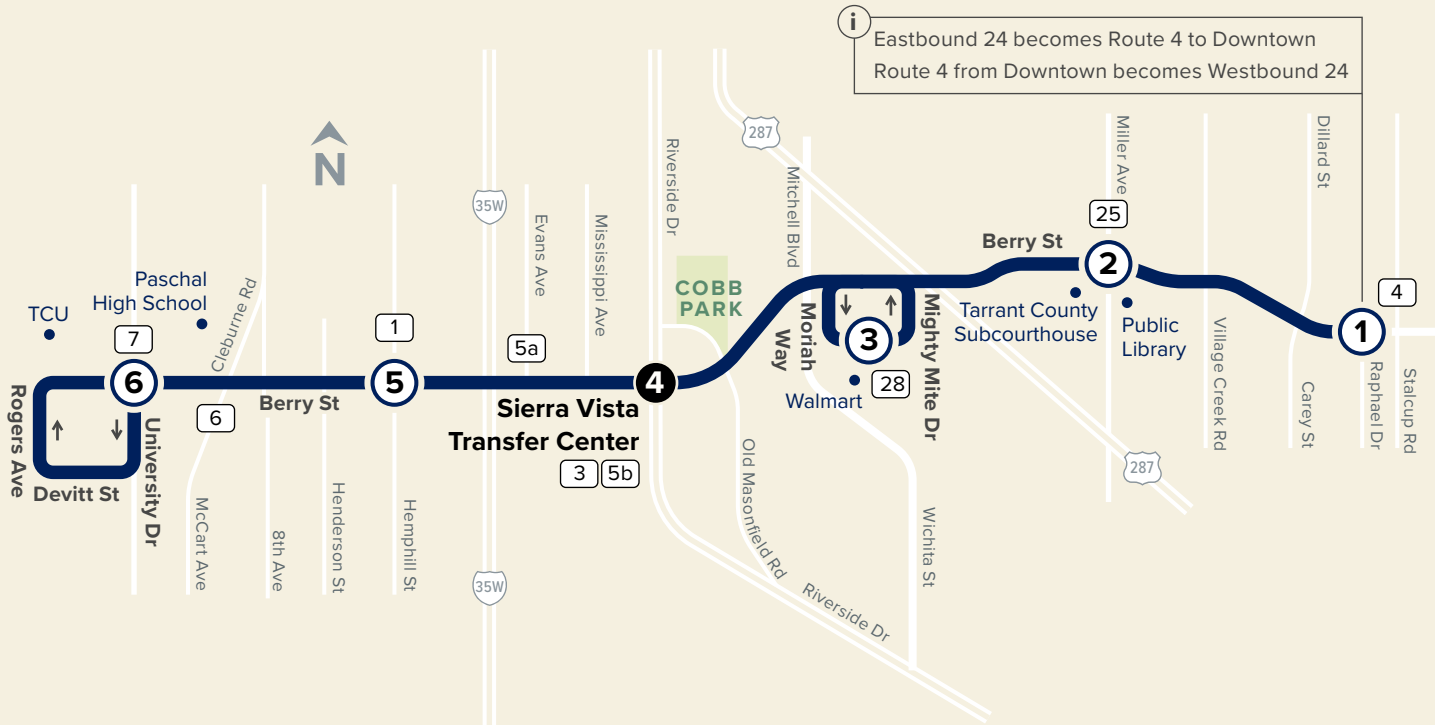 i
Eastbound 24 becomes Route 4 to Downtown
Route 4 from Downtown becomes Westbound 24
N
287
35W
Riverside Dr
Mitchell Blvd
Miller Ave
Dillard St
25
Evans Ave
Mississippi Ave
Berry St
2
Paschal
High School
TCU
Cleburne Rd
COBB
PARK
Tarrant County
Subcourthouse
Public
Library
4
1
7
1
5a
Moriah
Way
3
Mighty Mite Dr
28
Walmart
Village Creek Rd
Carey St
Raphael Dr
Stalcup Rd
6
5
4
Berry St
6
Sierra Vista
Transfer Center
3
5b
Rogers Ave
University Dr
Devitt St
McCart Ave
8th Ave
Henderson St
Hemphill St
35W
Old Masonfield Rd
Wichita St
287
Riverside Dr